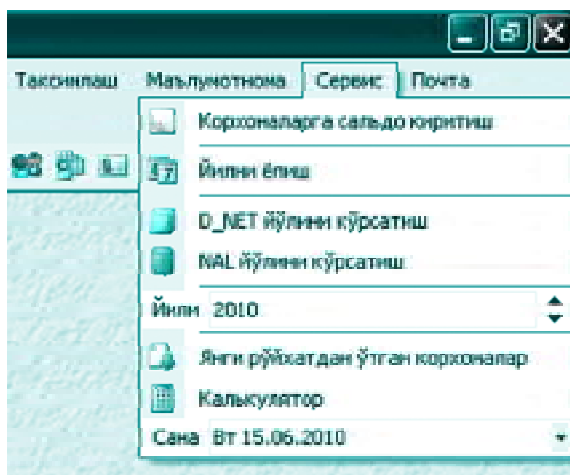 Таксимлаш Маълумотнома Сервис Почта
Корхоналарга сальдо киритиш
Йилни ёпиш
D_NET йўлини кўрсатиш
NAL йўлини кўрсатиш
Йили 2010
Янги рўйхатдан ўтган корхоналар
Калькулятор
Сана Вт 15.06.2010